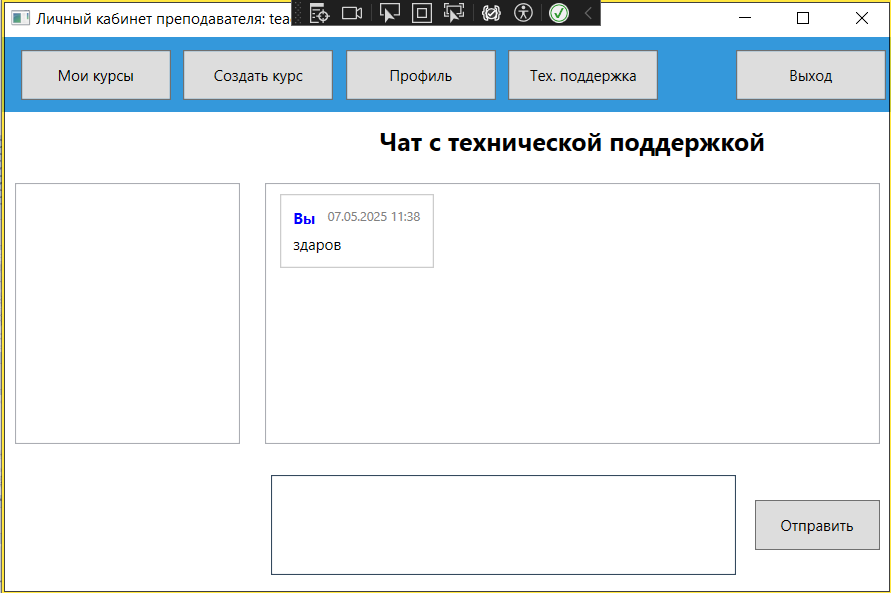 Личный кабинет преподавателя: tea
Мои курсы
Создать курс
Профиль
Тех. поддержка
Выход
Чат с технической поддержкой
Вы 07.05.2025 11:38
здаров
Отправить